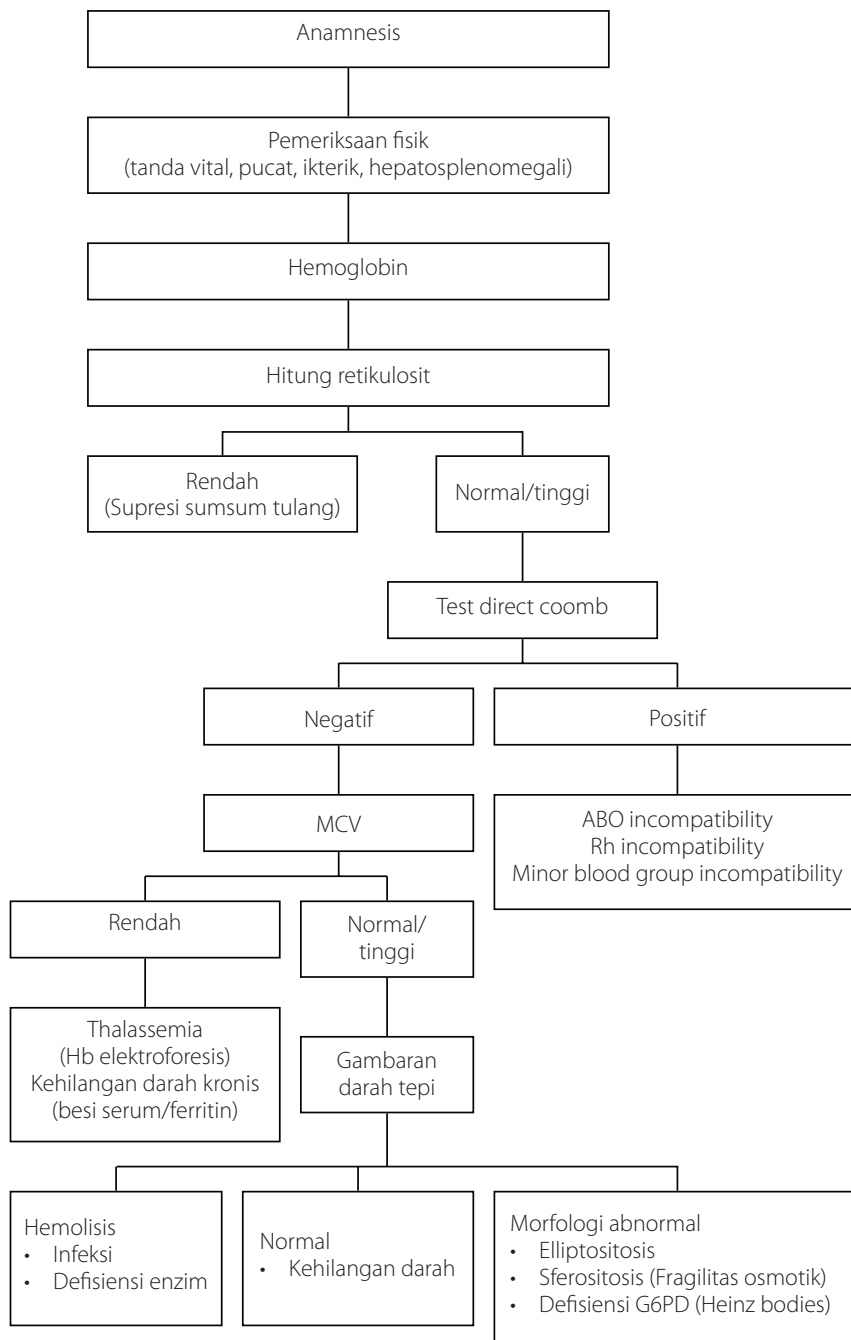 Anamnesis
Pemeriksaan fisik
(tanda vital, pucat, ikterik, hepatosplenomegali)
Hemoglobin
Hitung retikulosit
Rendah
(Supresi sumsum tulang)
Normal/tinggi
Test direct coomb
Negatif
Positif
MCV
ABO incompatibility
Rh incompatibility
Minor blood group incompatibility
Rendah
Normal/
tinggi
Thalassemia
(Hb elektroforesis)
Kehilangan darah kronis
(besi serum/ferritin)
Gambaran
darah tepi
Hemolisis
• Infeksi
• Defisiensi enzim
Normal
• Kehilangan darah
Morfologi abnormal
• Elliptositosis
• Sferositosis (Fragilitas osmotik)
• Defisiensi G6PD (Heinz bodies)